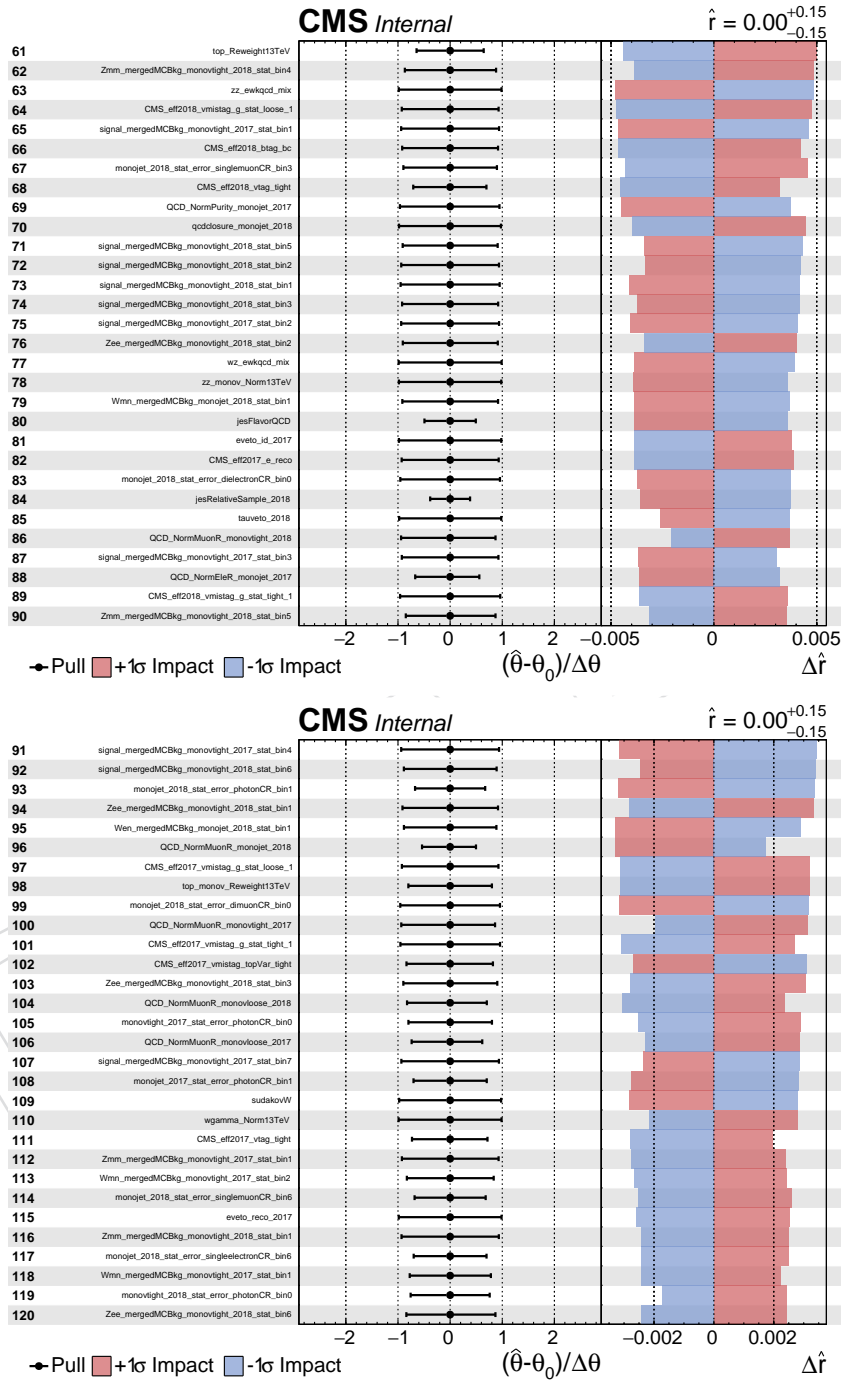 CMS Internal r̂ = 0.00 +0.15 −0.15
61 top_Reweight13TeV
62 Zmm_mergedMCBkg_monovtight_2018_stat_bin4
63 zz_ewkqcd_mix
64 CMS_eff2018_vmistag_g_stat_loose_1
65 signal_mergedMCBkg_monovtight_2017_stat_bin1
66 CMS_eff2018_btag_bc
67 monojet_2018_stat_error_singlemuonCR_bin3
68 CMS_eff2018_vtag_tight
69 QCD_NormPurity_monojet_2017
70 qcdclosure_monojet_2018
71 signal_mergedMCBkg_monovtight_2018_stat_bin5
72 signal_mergedMCBkg_monovtight_2018_stat_bin2
73 signal_mergedMCBkg_monovtight_2018_stat_bin1
74 signal_mergedMCBkg_monovtight_2018_stat_bin3
75 signal_mergedMCBkg_monovtight_2017_stat_bin2
76 Zee_mergedMCBkg_monovtight_2018_stat_bin2
77 wz_ewkqcd_mix
78 zz_monov_Norm13TeV
79 Wmn_mergedMCBkg_monojet_2018_stat_bin1
80 jesFlavorQCD
81 eveto_id_2017
82 CMS_eff2017_e_reco
83 monojet_2018_stat_error_dielectronCR_bin0
84 jesRelativeSample_2018
85 tauveto_2018
86 QCD_NormMuonR_monovtight_2018
87 signal_mergedMCBkg_monovtight_2017_stat_bin3
88 QCD_NormEleR_monojet_2017
89 CMS_eff2018_vmistag_g_stat_tight_1
90 Zmm_mergedMCBkg_monovtight_2018_stat_bin5
−2 −1 0 1 2 −0.005 0 0.005
Pull +1σ Impact -1σ Impact (θ̂-θ₀)/Δθ Δr̂
CMS Internal r̂ = 0.00 +0.15 −0.15
91 signal_mergedMCBkg_monovtight_2017_stat_bin4
92 signal_mergedMCBkg_monovtight_2018_stat_bin6
93 monojet_2018_stat_error_photonCR_bin1
94 Zee_mergedMCBkg_monovtight_2018_stat_bin1
95 Wen_mergedMCBkg_monojet_2018_stat_bin1
96 QCD_NormMuonR_monojet_2018
97 CMS_eff2017_vmistag_g_stat_loose_1
98 top_monov_Reweight13TeV
99 monojet_2018_stat_error_dimuonCR_bin0
100 QCD_NormMuonR_monovtight_2017
101 CMS_eff2017_vmistag_g_stat_tight_1
102 CMS_eff2017_vmistag_topVar_tight
103 Zee_mergedMCBkg_monovtight_2018_stat_bin3
104 QCD_NormMuonR_monovloose_2018
105 monovtight_2017_stat_error_photonCR_bin0
106 QCD_NormMuonR_monovloose_2017
107 signal_mergedMCBkg_monovtight_2017_stat_bin7
108 monojet_2017_stat_error_photonCR_bin1
109 sudakovW
110 wgamma_Norm13TeV
111 CMS_eff2017_vtag_tight
112 Zmm_mergedMCBkg_monovtight_2017_stat_bin1
113 Wmn_mergedMCBkg_monovtight_2017_stat_bin2
114 monojet_2018_stat_error_singlemuonCR_bin6
115 eveto_reco_2017
116 Zmm_mergedMCBkg_monovtight_2018_stat_bin1
117 monojet_2018_stat_error_singleelectronCR_bin6
118 Wmn_mergedMCBkg_monovtight_2017_stat_bin1
119 monovtight_2018_stat_error_photonCR_bin0
120 Zee_mergedMCBkg_monovtight_2018_stat_bin6
−2 −1 0 1 2 −0.002 0 0.002
Pull +1σ Impact -1σ Impact (θ̂-θ₀)/Δθ Δr̂